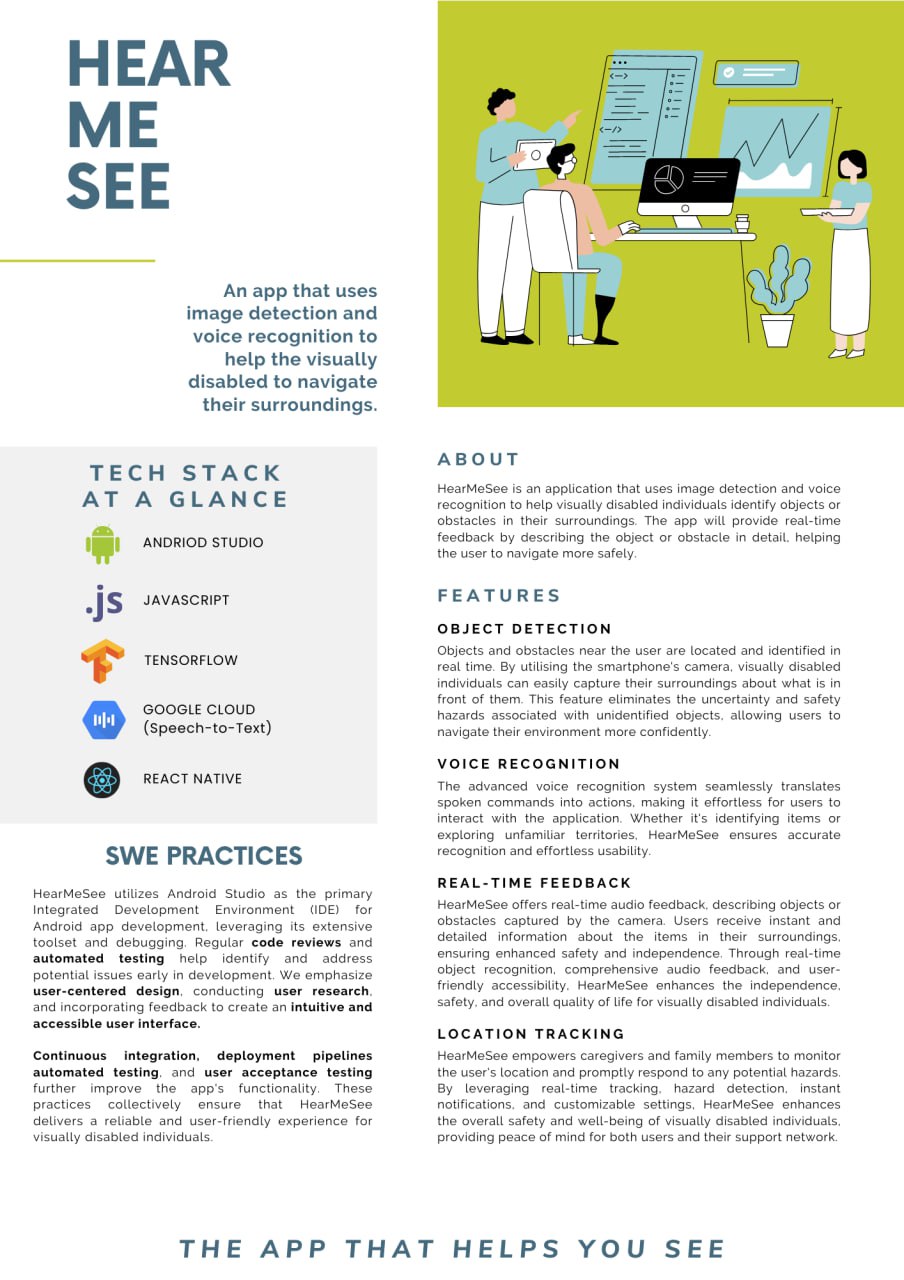 HEAR
ME
SEE
An app that uses
image detection and
voice recognition to
help the visually
disabled to navigate
their surroundings.
TECH STACK
AT A GLANCE
ANDRIOD STUDIO
.js
JAVASCRIPT
TENSORFLOW
GOOGLE CLOUD
(Speech-to-Text)
REACT NATIVE
SWE PRACTICES
HearMeSee utilizes Android Studio as the primary
Integrated Development Environment (IDE) for
Android app development, leveraging its extensive
toolset and debugging. Regular code reviews and
automated testing help identify and address
potential issues early in development. We emphasize
user-centered design, conducting user research,
and incorporating feedback to create an intuitive and
accessible user interface.
Continuous integration, deployment pipelines
automated testing, and user acceptance testing
further improve the app's functionality. These
practices collectively ensure that HearMeSee
delivers a reliable and user-friendly experience for
visually disabled individuals.
ABOUT
HearMeSee is an application that uses image detection and voice
recognition to help visually disabled individuals identify objects or
obstacles in their surroundings. The app will provide real-time
feedback by describing the object or obstacle in detail, helping
the user to navigate more safely.
FEATURES
OBJECT DETECTION
Objects and obstacles near the user are located and identified in
real time. By utilising the smartphone's camera, visually disabled
individuals can easily capture their surroundings about what is in
front of them. This feature eliminates the uncertainty and safety
hazards associated with unidentified objects, allowing users to
navigate their environment more confidently.
VOICE RECOGNITION
The advanced voice recognition system seamlessly translates
spoken commands into actions, making it effortless for users to
interact with the application. Whether it's identifying items or
exploring unfamiliar territories, HearMeSee ensures accurate
recognition and effortless usability.
REAL-TIME FEEDBACK
HearMeSee offers real-time audio feedback, describing objects or
obstacles captured by the camera. Users receive instant and
detailed information about the items in their surroundings,
ensuring enhanced safety and independence. Through real-time
object recognition, comprehensive audio feedback, and user-
friendly accessibility, HearMeSee enhances the independence,
safety, and overall quality of life for visually disabled individuals.
LOCATION TRACKING
HearMeSee empowers caregivers and family members to monitor
the user's location and promptly respond to any potential hazards.
By leveraging real-time tracking, hazard detection, instant
notifications, and customizable settings, HearMeSee enhances
the overall safety and well-being of visually disabled individuals,
providing peace of mind for both users and their support network.
THE APP THAT HELPS YOU SEE